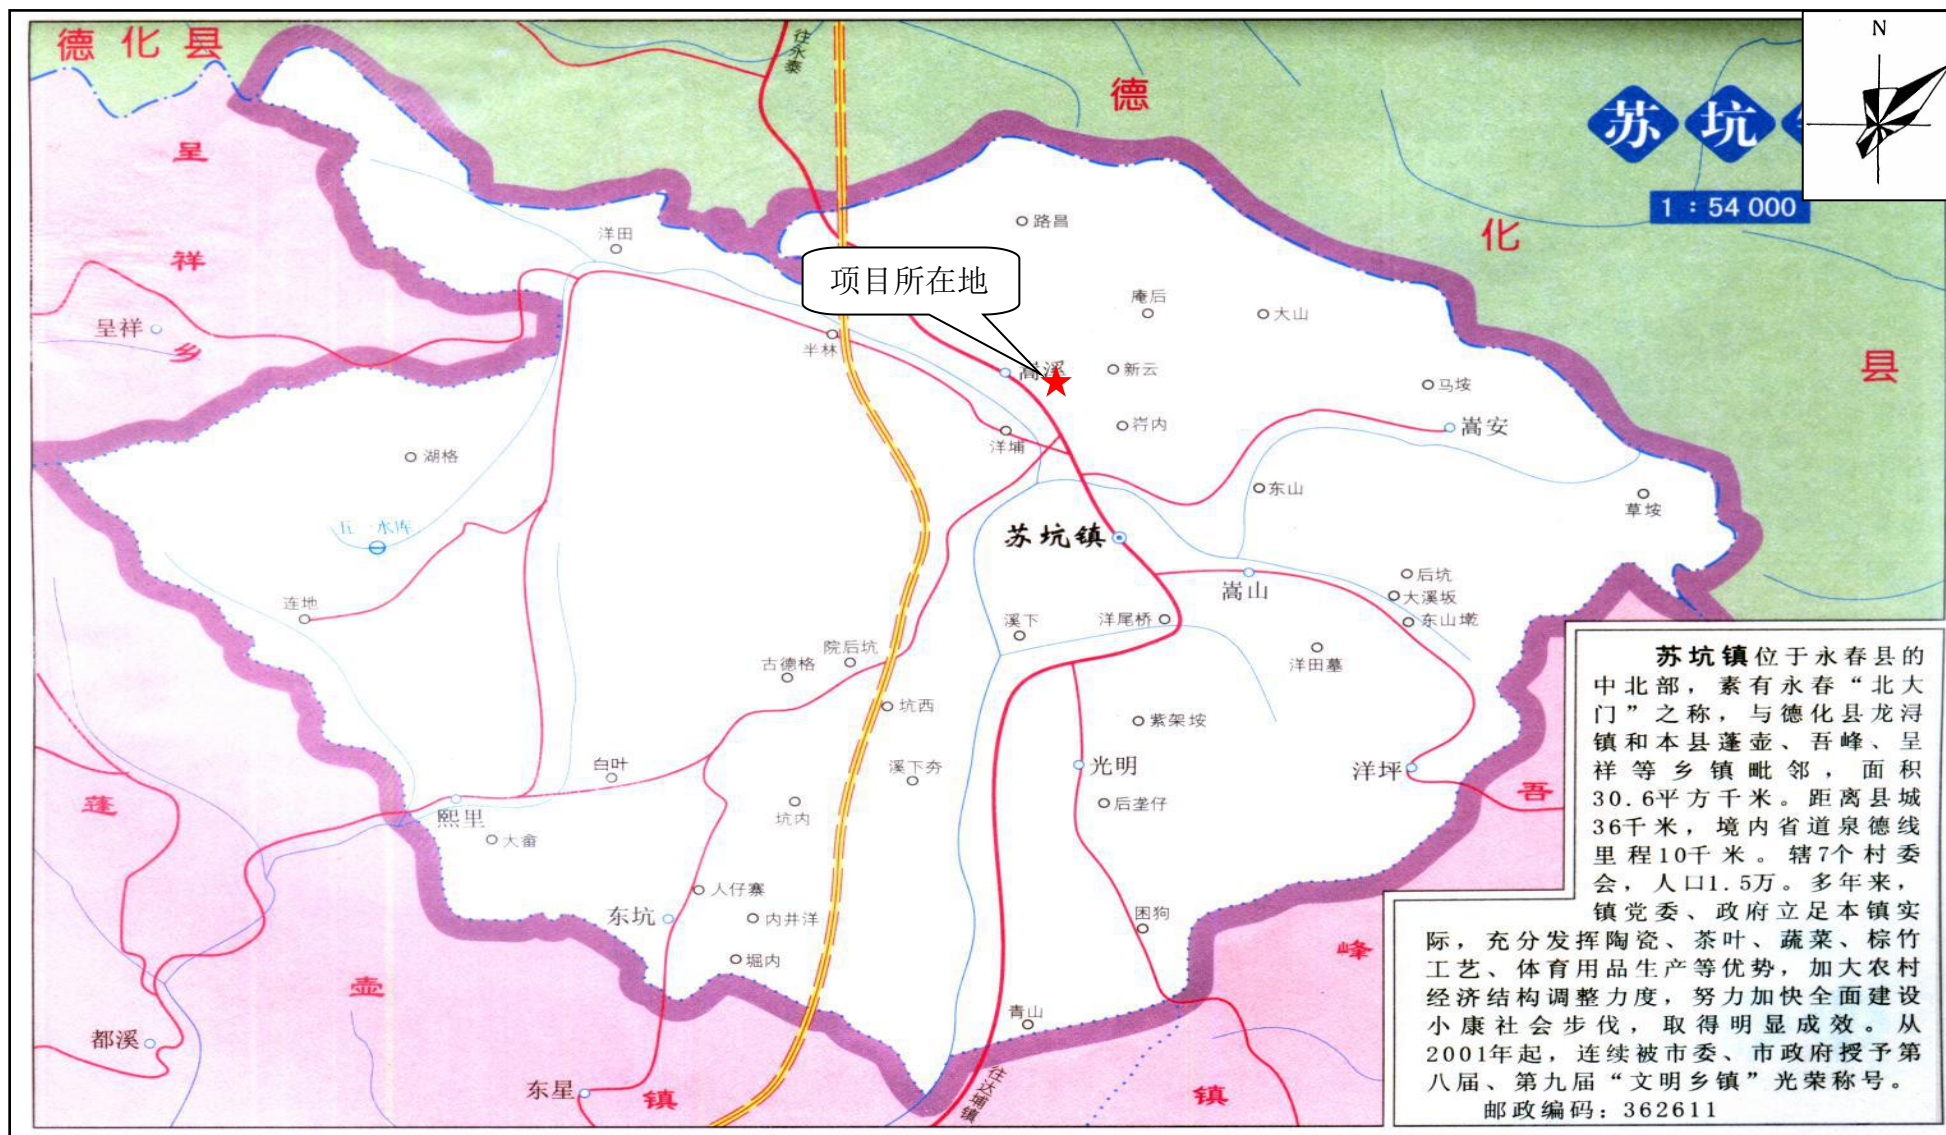 德化县
往永泰
德
N
苏坑
呈
路昌
1：54 000
化
洋田
祥
项目所在地
庵后
大山
呈祥
半林
乡
县
嵩溪
新云
马垵
嵩安
洋埔
内
湖格
东山
草垵
五一水库
苏坑镇
后坑
嵩山
大溪坂
连地
溪下
洋尾桥
东山墘
院后坑
古德格
洋田墓
坑西
紫架垵
白叶
溪下夯
光明
洋坪
吾
蓬
后垄仔
坑内
熙里
大畲
人仔寨
东坑
内井洋
困狗
峰
堀内
壶
青山
都溪
东星
镇
往达埔镇
镇
苏坑镇位于永春县的
中北部，素有永春“北大
门”之称，与德化县龙浔
镇和本县蓬壶、吾峰、呈
祥等乡镇毗邻，面积
30.6平方千米。距离县城
36千米，境内省道泉德线
里程10千米。辖7个村委
会，人口1.5万。多年来，
镇党委、政府立足本镇实
际，充分发挥陶瓷、茶叶、蔬菜、棕竹
工艺、体育用品生产等优势，加大农村
经济结构调整力度，努力加快全面建设
小康社会步伐，取得明显成效。从
2001年起，连续被市委、市政府授予第
八届、第九届“文明乡镇”光荣称号。
邮政编码：362611